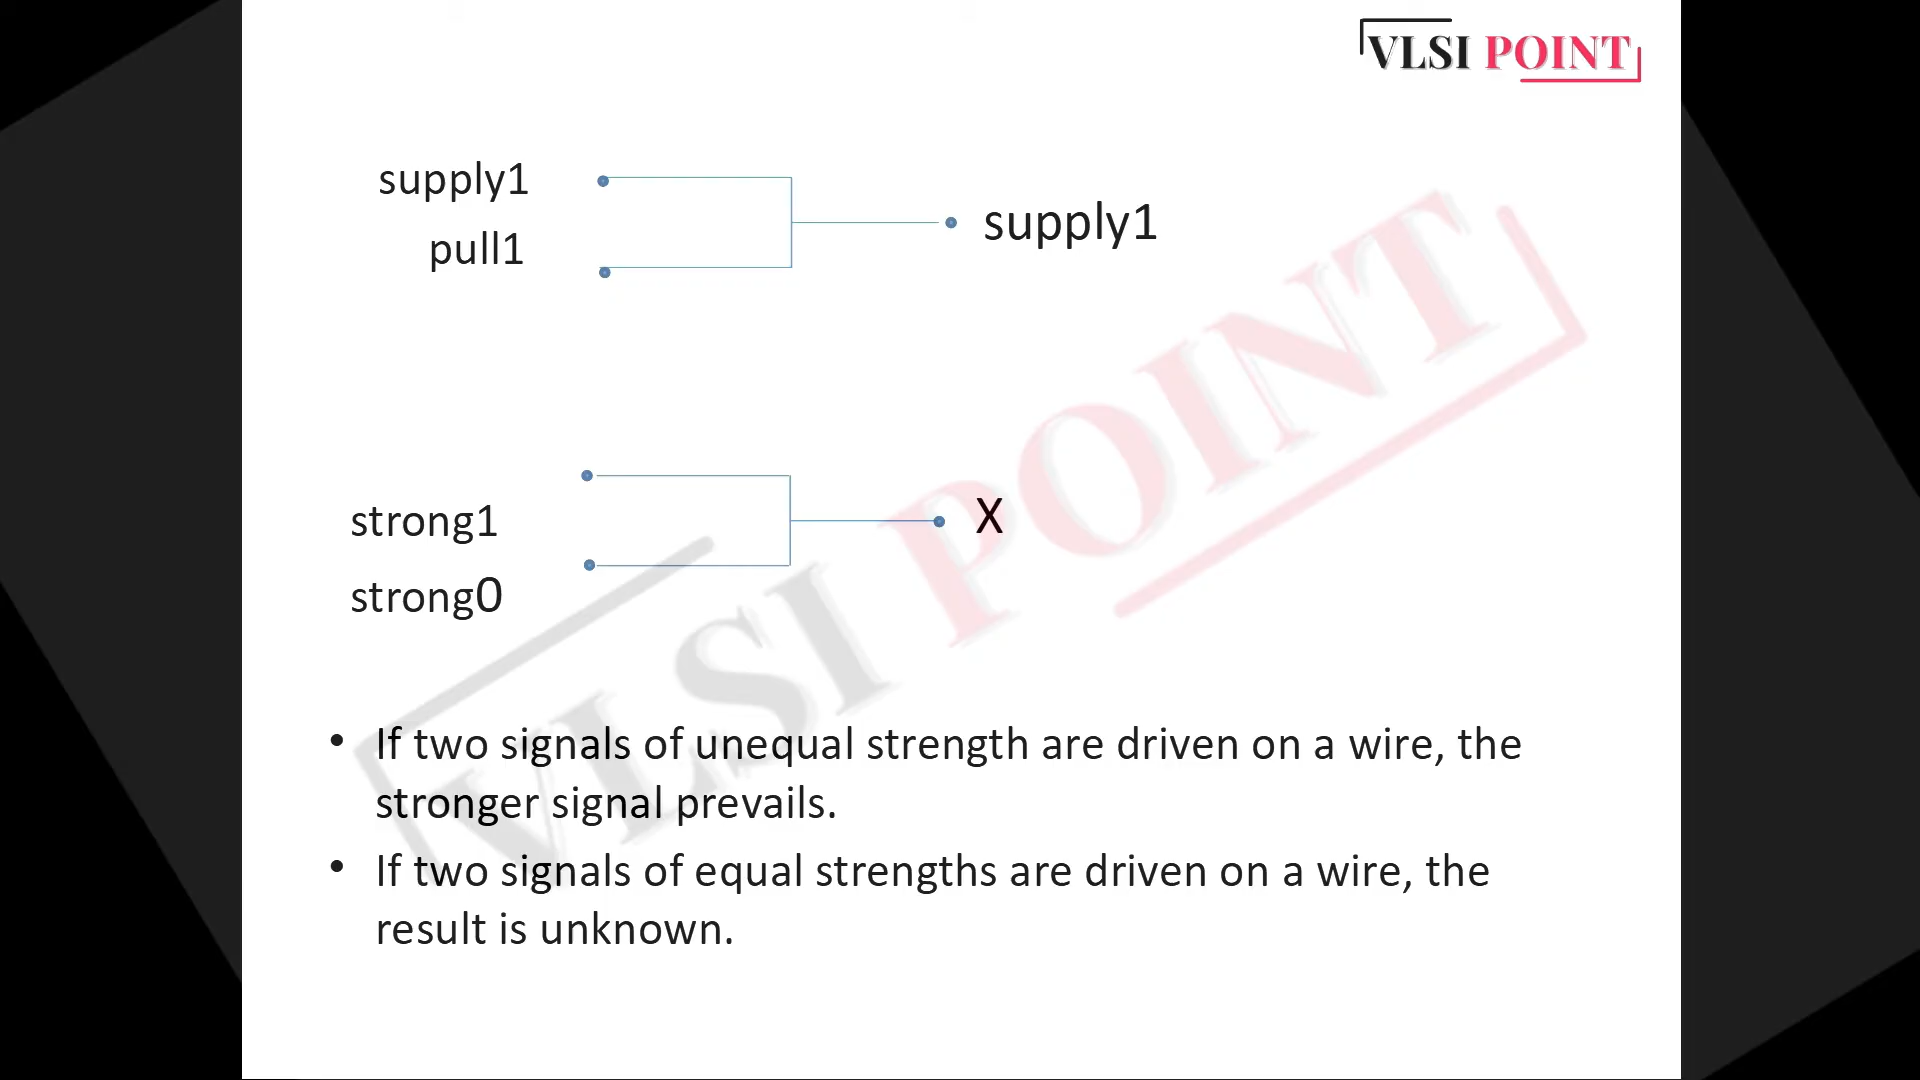 VLSI POINT
supply1
pull1
supply1
strong1
strong0
X
VLSI POINT
• If two signals of unequal strength are driven on a wire, the
stronger signal prevails.
• If two signals of equal strengths are driven on a wire, the
result is unknown.